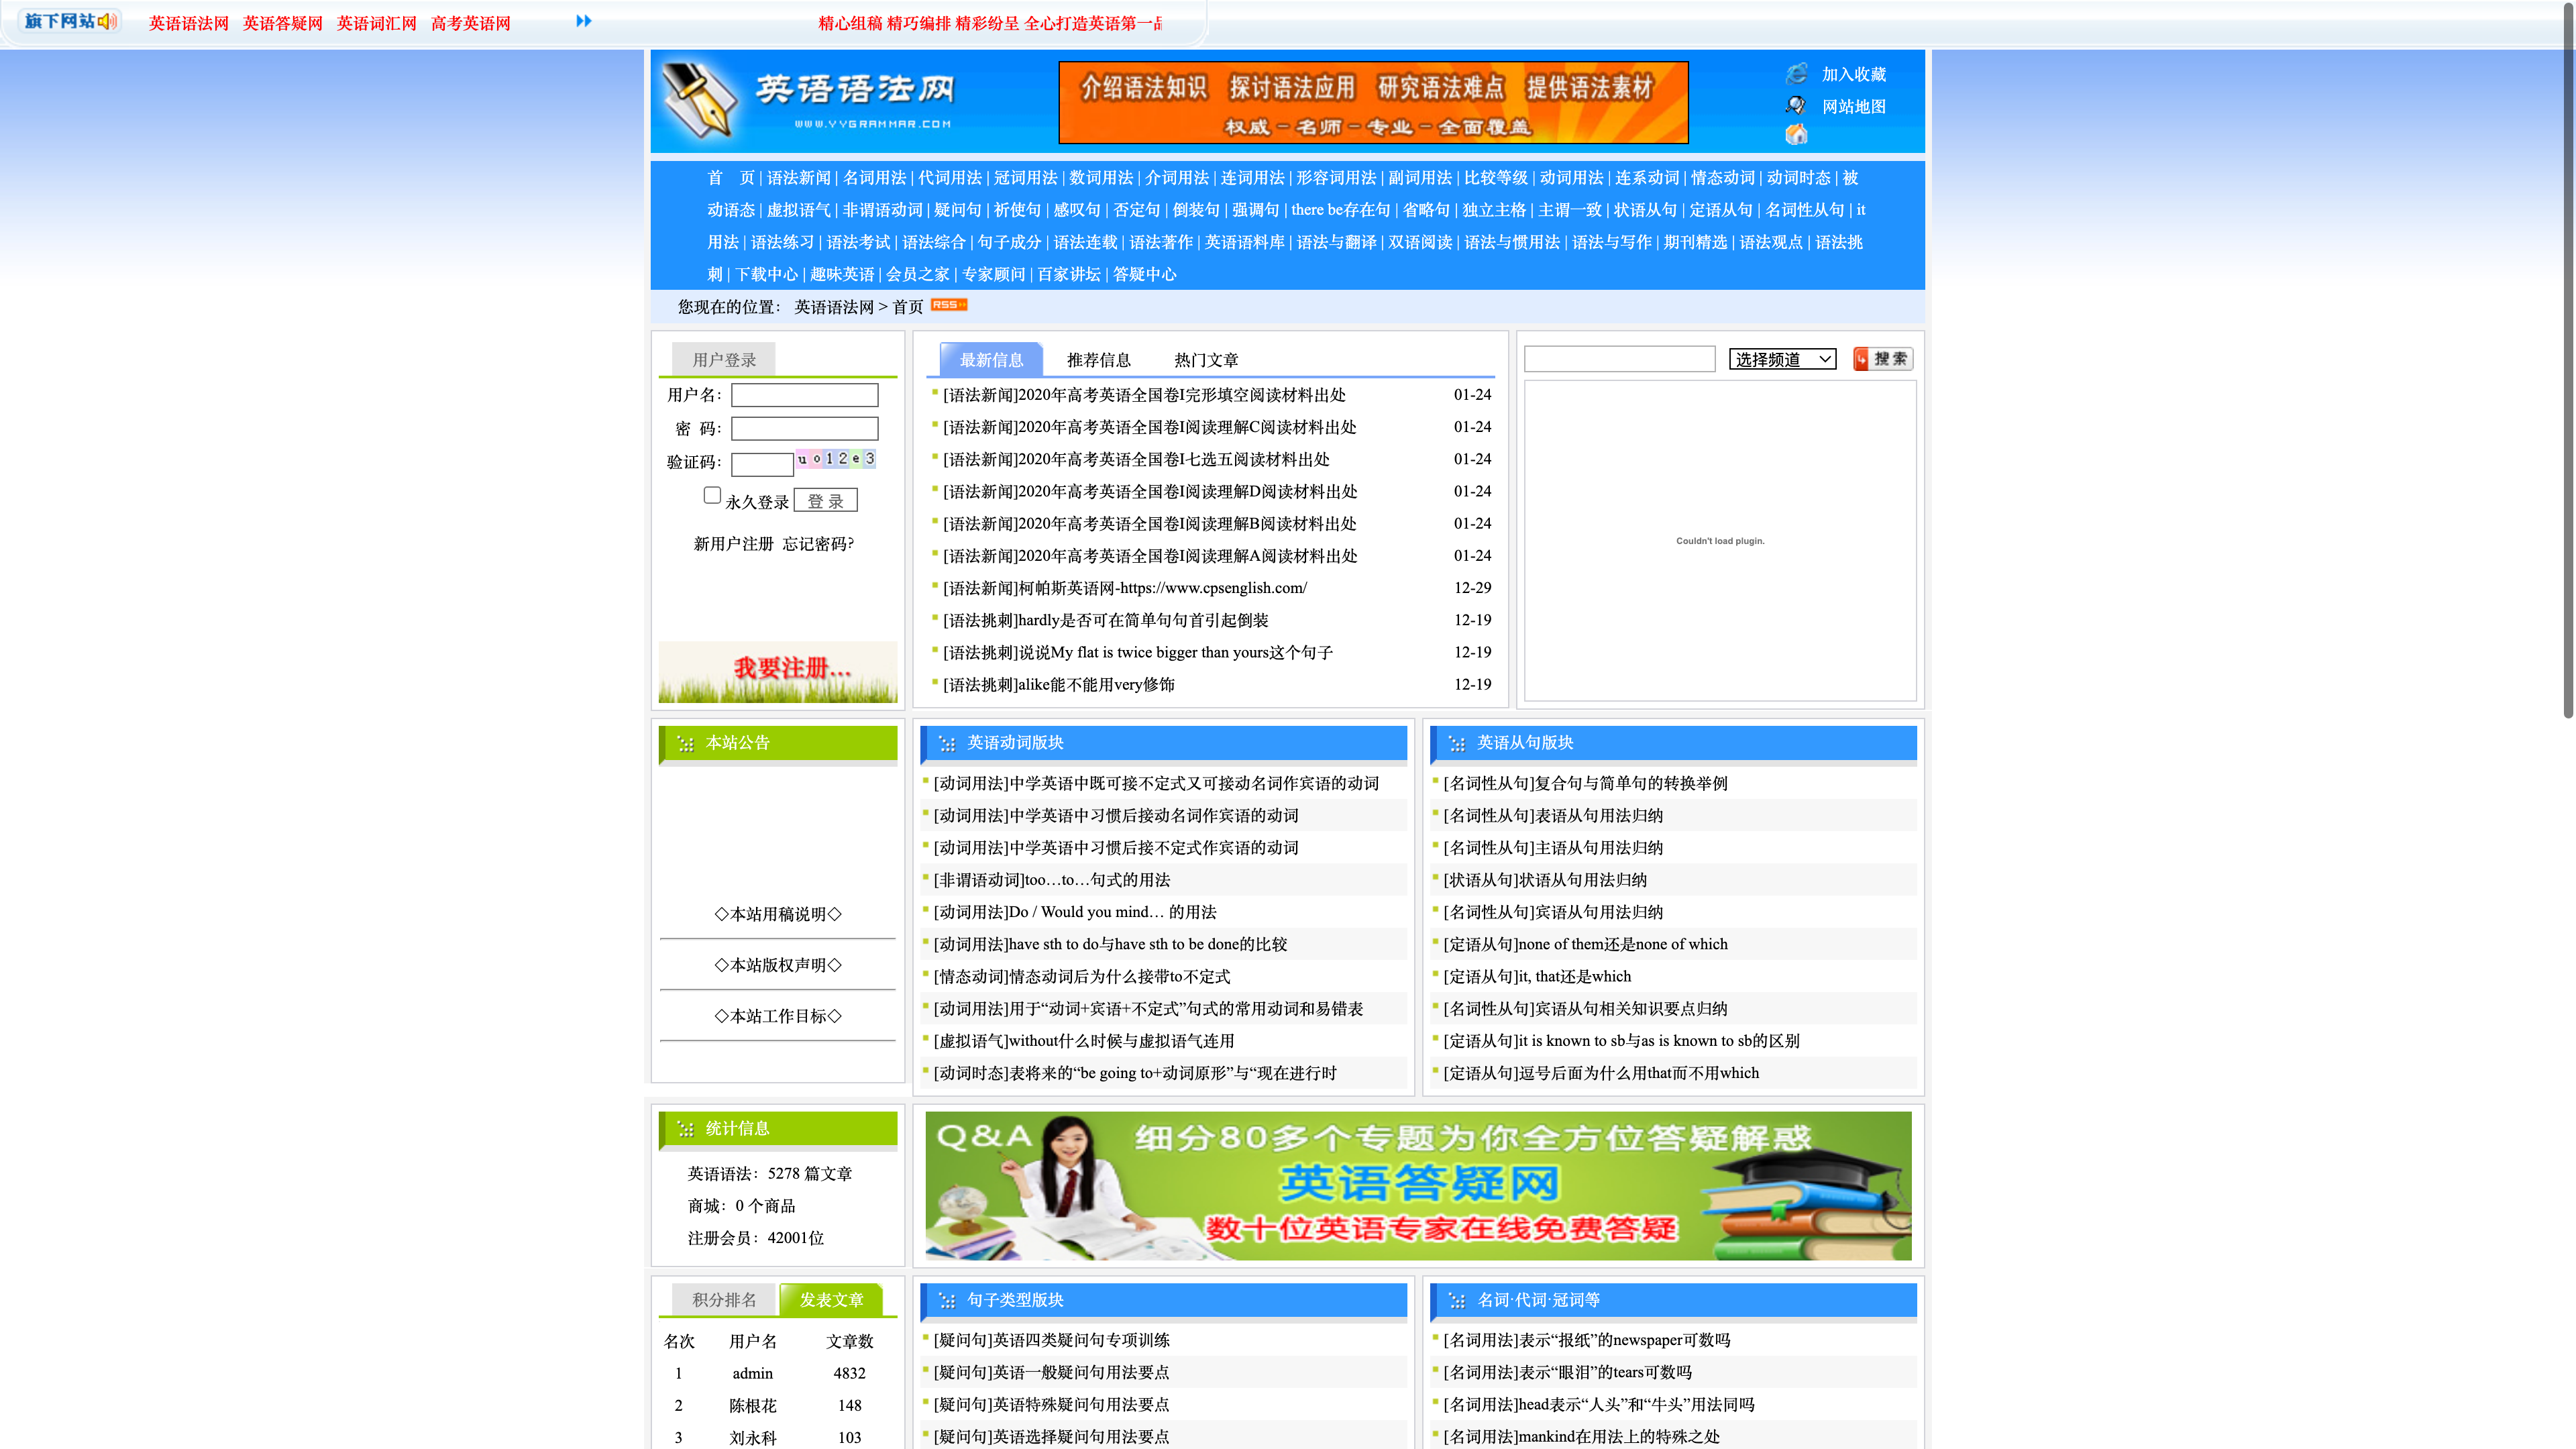 旗下网站 英语语法网 英语答疑网 英语词汇网 高考英语网 精心组稿 精巧编排 精彩纷呈 全心打造英语第一品
英语语法网
WWW.YYGRAMMAR.COM
介绍语法知识 探讨语法应用 研究语法难点 提供语法素材
权威－名师－专业－全面覆盖
加入收藏
网站地图
首 页 | 语法新闻 | 名词用法 | 代词用法 | 冠词用法 | 数词用法 | 介词用法 | 连词用法 | 形容词用法 | 副词用法 | 比较等级 | 动词用法 | 连系动词 | 情态动词 | 动词时态 | 被
动语态 | 虚拟语气 | 非谓语动词 | 疑问句 | 祈使句 | 感叹句 | 否定句 | 倒装句 | 强调句 | there be存在句 | 省略句 | 独立主格 | 主谓一致 | 状语从句 | 定语从句 | 名词性从句 | it
用法 | 语法练习 | 语法考试 | 语法综合 | 句子成分 | 语法连载 | 语法著作 | 英语语料库 | 语法与翻译 | 双语阅读 | 语法与惯用法 | 语法与写作 | 期刊精选 | 语法观点 | 语法挑
刺 | 下载中心 | 趣味英语 | 会员之家 | 专家顾问 | 百家讲坛 | 答疑中心
您现在的位置： 英语语法网 > 首页 RSS
用户登录
用户名：
密 码：
验证码： uo12e3
永久登录 登 录
新用户注册 忘记密码?
我要注册...
最新信息 推荐信息 热门文章
[语法新闻]2020年高考英语全国卷I完形填空阅读材料出处 01-24
[语法新闻]2020年高考英语全国卷I阅读理解C阅读材料出处 01-24
[语法新闻]2020年高考英语全国卷I七选五阅读材料出处 01-24
[语法新闻]2020年高考英语全国卷I阅读理解D阅读材料出处 01-24
[语法新闻]2020年高考英语全国卷I阅读理解B阅读材料出处 01-24
[语法新闻]2020年高考英语全国卷I阅读理解A阅读材料出处 01-24
[语法新闻]柯帕斯英语网-https://www.cpsenglish.com/ 12-29
[语法挑刺]hardly是否可在简单句句首引起倒装 12-19
[语法挑刺]说说My flat is twice bigger than yours这个句子 12-19
[语法挑刺]alike能不能用very修饰 12-19
选择频道 搜索
Couldn't load plugin.
本站公告
◇本站用稿说明◇
◇本站版权声明◇
◇本站工作目标◇
英语动词版块
[动词用法]中学英语中既可接不定式又可接动名词作宾语的动词
[动词用法]中学英语中习惯后接动名词作宾语的动词
[动词用法]中学英语中习惯后接不定式作宾语的动词
[非谓语动词]too…to…句式的用法
[动词用法]Do / Would you mind… 的用法
[动词用法]have sth to do与have sth to be done的比较
[情态动词]情态动词后为什么接带to不定式
[动词用法]用于“动词+宾语+不定式”句式的常用动词和易错表
[虚拟语气]without什么时候与虚拟语气连用
[动词时态]表将来的“be going to+动词原形”与“现在进行时
英语从句版块
[名词性从句]复合句与简单句的转换举例
[名词性从句]表语从句用法归纳
[名词性从句]主语从句用法归纳
[状语从句]状语从句用法归纳
[名词性从句]宾语从句用法归纳
[定语从句]none of them还是none of which
[定语从句]it, that还是which
[名词性从句]宾语从句相关知识要点归纳
[定语从句]it is known to sb与as is known to sb的区别
[定语从句]逗号后面为什么用that而不用which
统计信息
英语语法：5278 篇文章
商城：0 个商品
注册会员：42001位
Q&A 细分80多个专题为你全方位答疑解惑
英语答疑网
数十位英语专家在线免费答疑
积分排名 发表文章
名次 用户名 文章数
1 admin 4832
2 陈根花 148
3 刘永科 103
句子类型版块
[疑问句]英语四类疑问句专项训练
[疑问句]英语一般疑问句用法要点
[疑问句]英语特殊疑问句用法要点
[疑问句]英语选择疑问句用法要点
名词·代词·冠词等
[名词用法]表示“报纸”的newspaper可数吗
[名词用法]表示“眼泪”的tears可数吗
[名词用法]head表示“人头”和“牛头”用法同吗
[名词用法]mankind在用法上的特殊之处